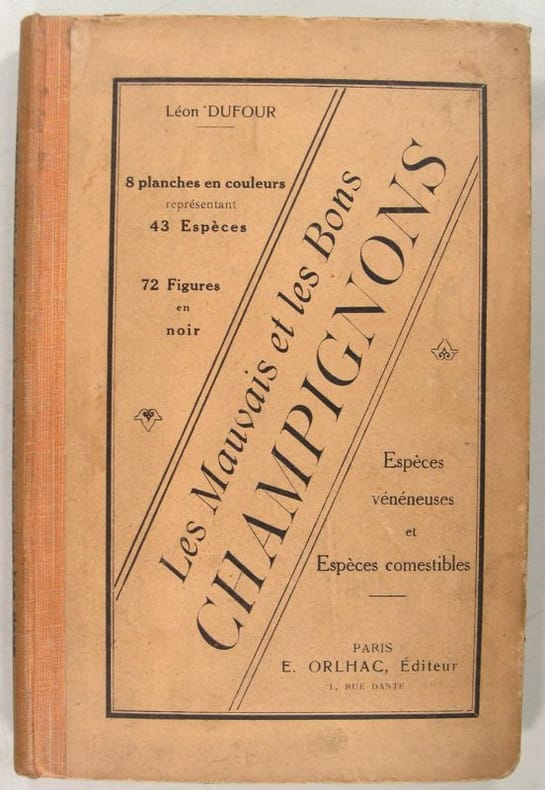 Léon DUFOUR
8 planches en couleurs
représentant
43 Espèces
72 Figures
en
noir
Les Mauvais et les Bons
CHAMPIGNONS
Espèces
vénéneuses
et
Espèces comestibles
PARIS
E. ORLHAC, Éditeur
1, RUE DANTE